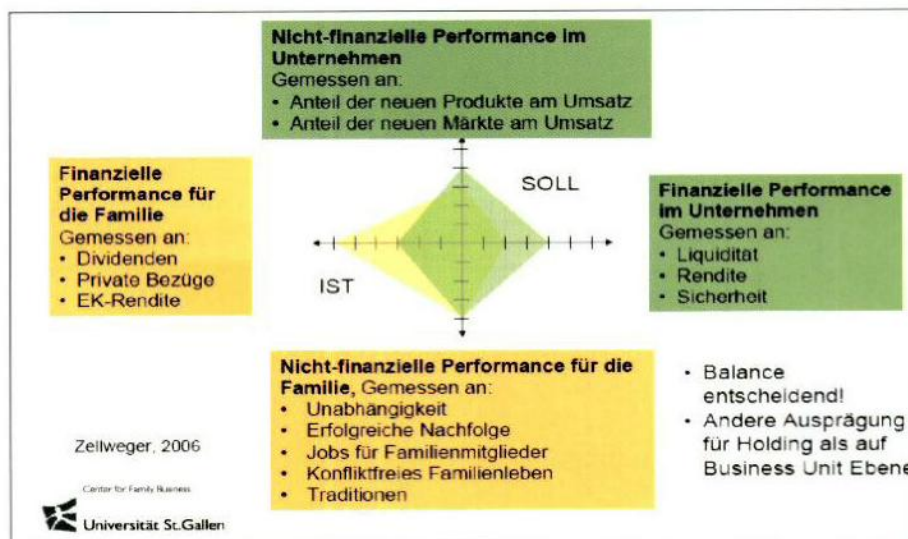 Nicht-finanzielle Performance im
Unternehmen
Gemessen an:
• Anteil der neuen Produkte am Umsatz
• Anteil der neuen Märkte am Umsatz
Finanzielle
Performance für
die Familie
Gemessen an:
• Dividenden
• Private Bezüge
• EK-Rendite
SOLL
IST
Finanzielle Performance
im Unternehmen
Gemessen an:
• Liquidität
• Rendite
• Sicherheit
Nicht-finanzielle Performance für die
Familie, Gemessen an:
• Unabhängigkeit
• Erfolgreiche Nachfolge
• Jobs für Familienmitglieder
• Konfliktfreies Familienleben
• Traditionen
• Balance
entscheidend!
• Andere Ausprägung
für Holding als auf
Business Unit Ebene
Zellweger, 2006
Center for Family Business
Universität St.Gallen